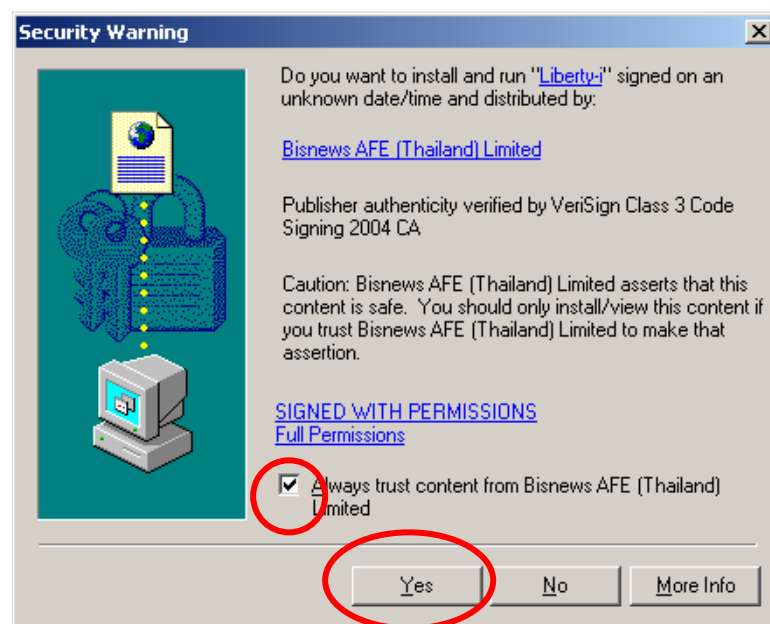 Security Warning
Do you want to install and run "Liberty-i" signed on an
unknown date/time and distributed by:
Bisnews AFE (Thailand) Limited
Publisher authenticity verified by VeriSign Class 3 Code
Signing 2004 CA
Caution: Bisnews AFE (Thailand) Limited asserts that this
content is safe. You should only install/view this content if
you trust Bisnews AFE (Thailand) Limited to make that
assertion.
SIGNED WITH PERMISSIONS
Full Permissions
Always trust content from Bisnews AFE (Thailand)
Limited
Yes No More Info